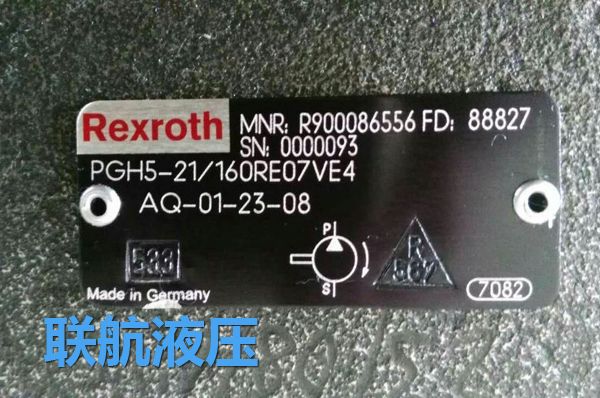 Rexroth MNR: R900086556 FD: 88827
SN: 0000093
PGH5-21/160RE07VE4
AQ-01-23-08
P
S
R
7082
Made in Germany
联航液压